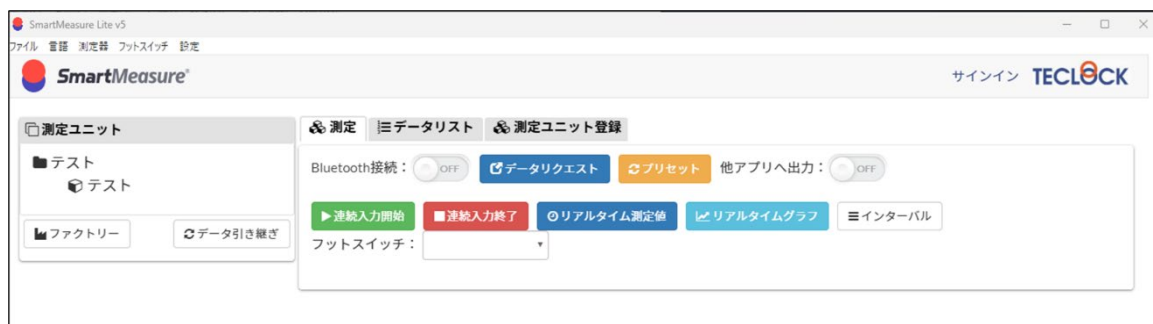 SmartMeasure Lite v5
ファイル 言語 測定器 フットスイッチ 設定
SmartMeasure®
サインイン TECLOCK
測定ユニット
テスト
テスト
ファクトリー データ引き継ぎ
測定 データリスト 測定ユニット登録
Bluetooth接続： OFF データリクエスト プリセット 他アプリへ出力： OFF
連続入力開始 連続入力終了 リアルタイム測定値 リアルタイムグラフ インターバル
フットスイッチ：